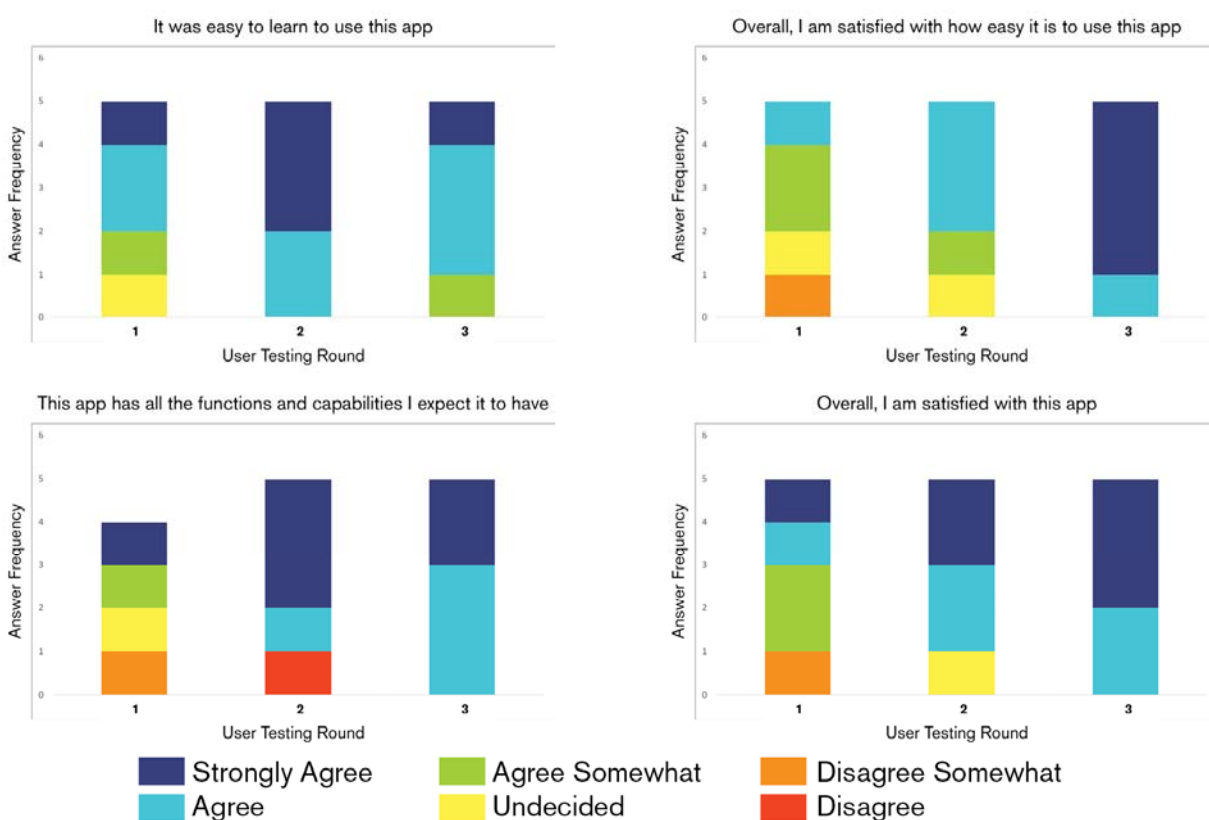 It was easy to learn to use this app
6
5
4
3
2
1
0
Answer Frequency
1 2 3
User Testing Round
Overall, I am satisfied with how easy it is to use this app
6
5
4
3
2
1
0
Answer Frequency
1 2 3
User Testing Round
This app has all the functions and capabilities I expect it to have
6
5
4
3
2
1
0
Answer Frequency
1 2 3
User Testing Round
Overall, I am satisfied with this app
6
5
4
3
2
1
0
Answer Frequency
1 2 3
User Testing Round
Strongly Agree
Agree Somewhat
Disagree Somewhat
Agree
Undecided
Disagree